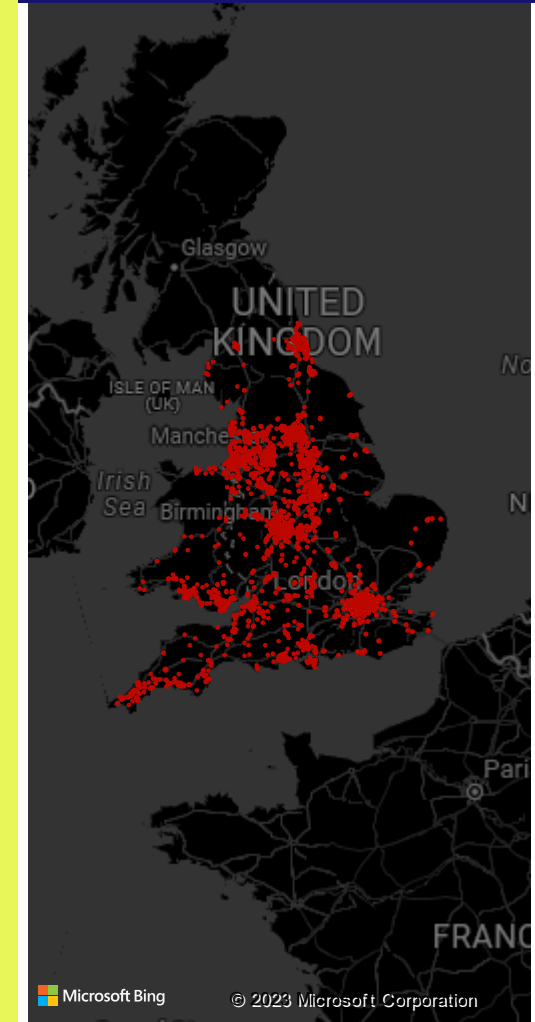 Glasgow
UNITED
KINGDOM
No
ISLE OF MAN
(UK)
Manche
Irish
Sea
Birmingham
N
London
Pari
FRANC
Microsoft Bing
© 2023 Microsoft Corporation